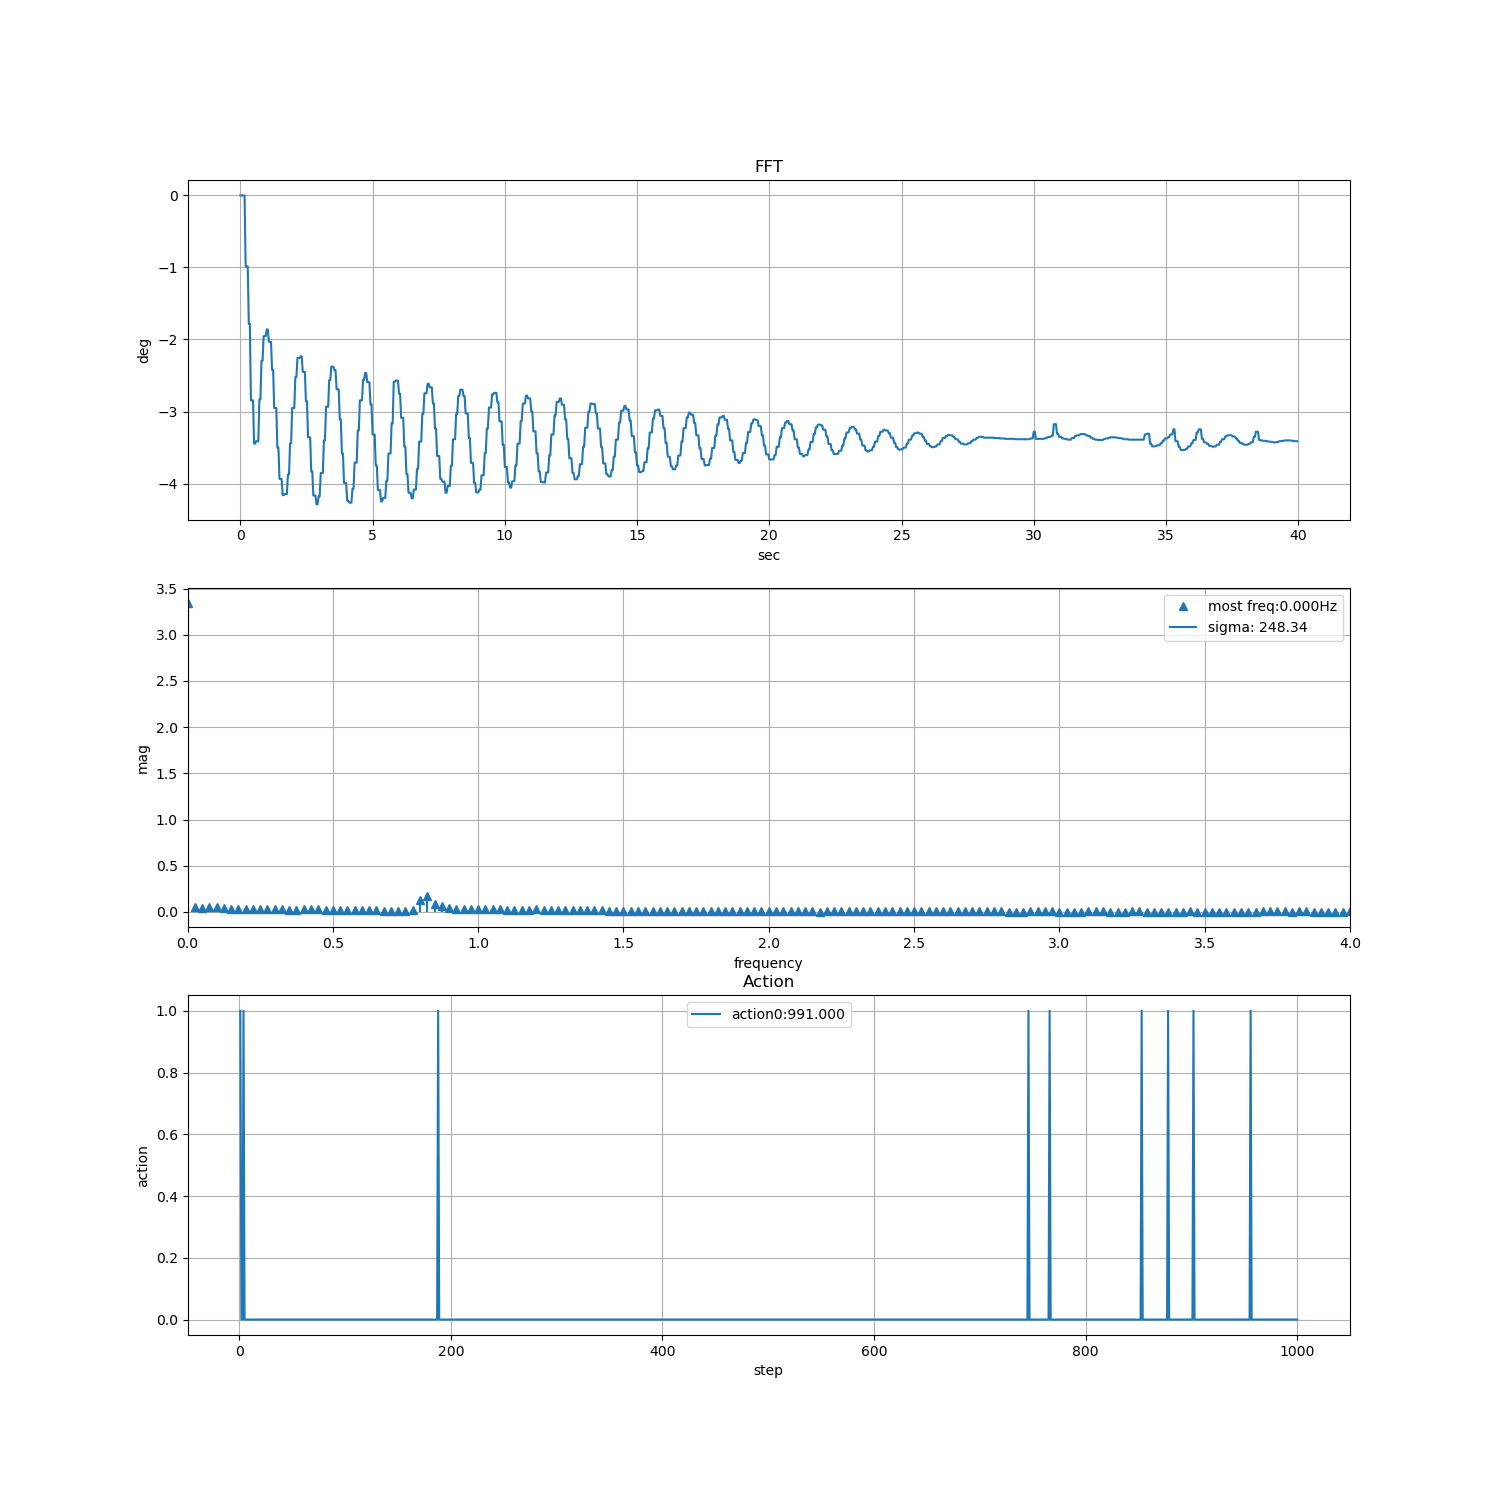 FFT
0
−1
−2
−3
−4
deg
0 5 10 15 20 25 30 35 40
sec
3.5
3.0
2.5
2.0
1.5
1.0
0.5
0.0
mag
most freq:0.000Hz
sigma: 248.34
0.0 0.5 1.0 1.5 2.0 2.5 3.0 3.5 4.0
frequency
Action
1.0
0.8
0.6
0.4
0.2
0.0
action
action0:991.000
0 200 400 600 800 1000
step